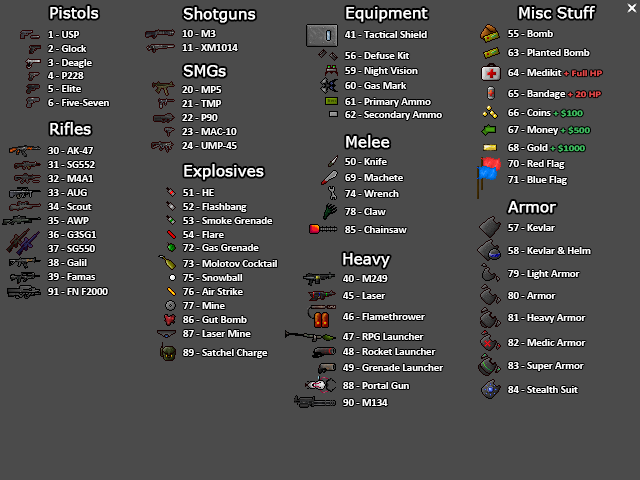 Pistols
1 - USP
2 - Glock
3 - Deagle
4 - P228
5 - Elite
6 - Five-Seven
Rifles
30 - AK-47
31 - SG552
32 - M4A1
33 - AUG
34 - Scout
35 - AWP
36 - G3SG1
37 - SG550
38 - Galil
39 - Famas
91 - FN F2000
Shotguns
10 - M3
11 - XM1014
SMGs
20 - MP5
21 - TMP
22 - P90
23 - MAC-10
24 - UMP-45
Explosives
51 - HE
52 - Flashbang
53 - Smoke Grenade
54 - Flare
72 - Gas Grenade
73 - Molotov Cocktail
75 - Snowball
76 - Air Strike
77 - Mine
86 - Gut Bomb
87 - Laser Mine
89 - Satchel Charge
Equipment
41 - Tactical Shield
56 - Defuse Kit
59 - Night Vision
60 - Gas Mark
61 - Primary Ammo
62 - Secondary Ammo
Melee
50 - Knife
69 - Machete
74 - Wrench
78 - Claw
85 - Chainsaw
Heavy
40 - M249
45 - Laser
46 - Flamethrower
47 - RPG Launcher
48 - Rocket Launcher
49 - Grenade Launcher
88 - Portal Gun
90 - M134
Misc Stuff
55 - Bomb
63 - Planted Bomb
64 - Medikit + Full HP
65 - Bandage + 20 HP
66 - Coins + $100
67 - Money + $500
68 - Gold + $1000
70 - Red Flag
71 - Blue Flag
Armor
57 - Kevlar
58 - Kevlar & Helm
79 - Light Armor
80 - Armor
81 - Heavy Armor
82 - Medic Armor
83 - Super Armor
84 - Stealth Suit